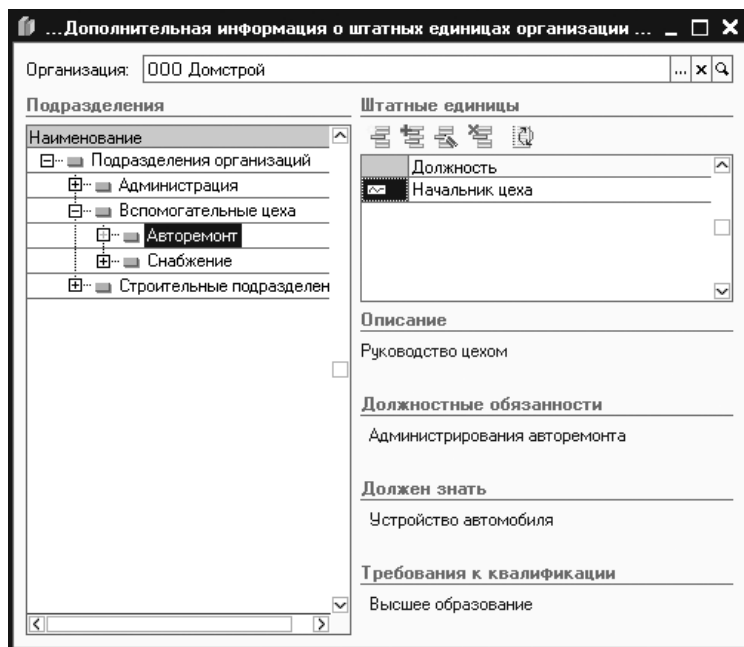 ...Дополнительная информация о штатных единицах организации ...
Организация: ООО Домстрой ...
Подразделения
Наименование
Подразделения организаций
Администрация
Вспомогательные цеха
Авторемонт
Снабжение
Строительные подразделен
Штатные единицы
Должность
Начальник цеха
Описание
Руководство цехом
Должностные обязанности
Администрирования авторемонта
Должен знать
Устройство автомобиля
Требования к квалификации
Высшее образование